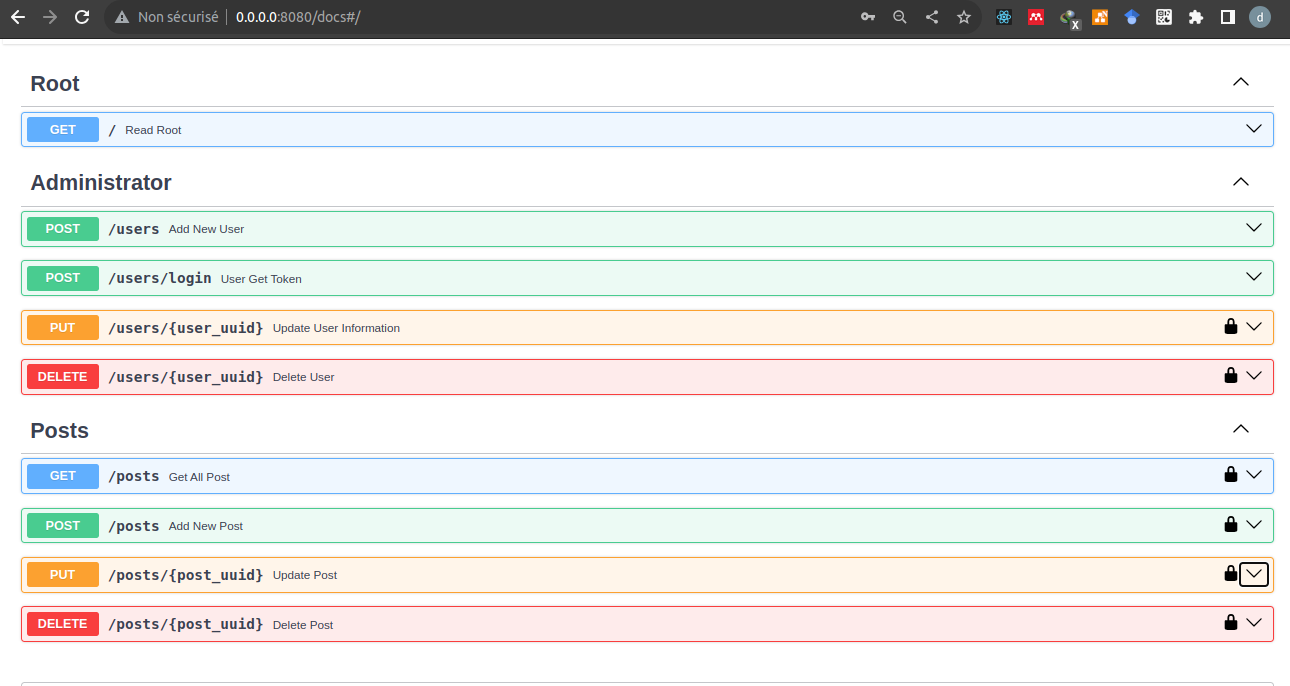 Non sécurisé 0.0.0.0:8080/docs#/ X d
Root
GET / Read Root
Administrator
POST /users Add New User
POST /users/login User Get Token
PUT /users/{user_uuid} Update User Information
DELETE /users/{user_uuid} Delete User
Posts
GET /posts Get All Post
POST /posts Add New Post
PUT /posts/{post_uuid} Update Post
DELETE /posts/{post_uuid} Delete Post